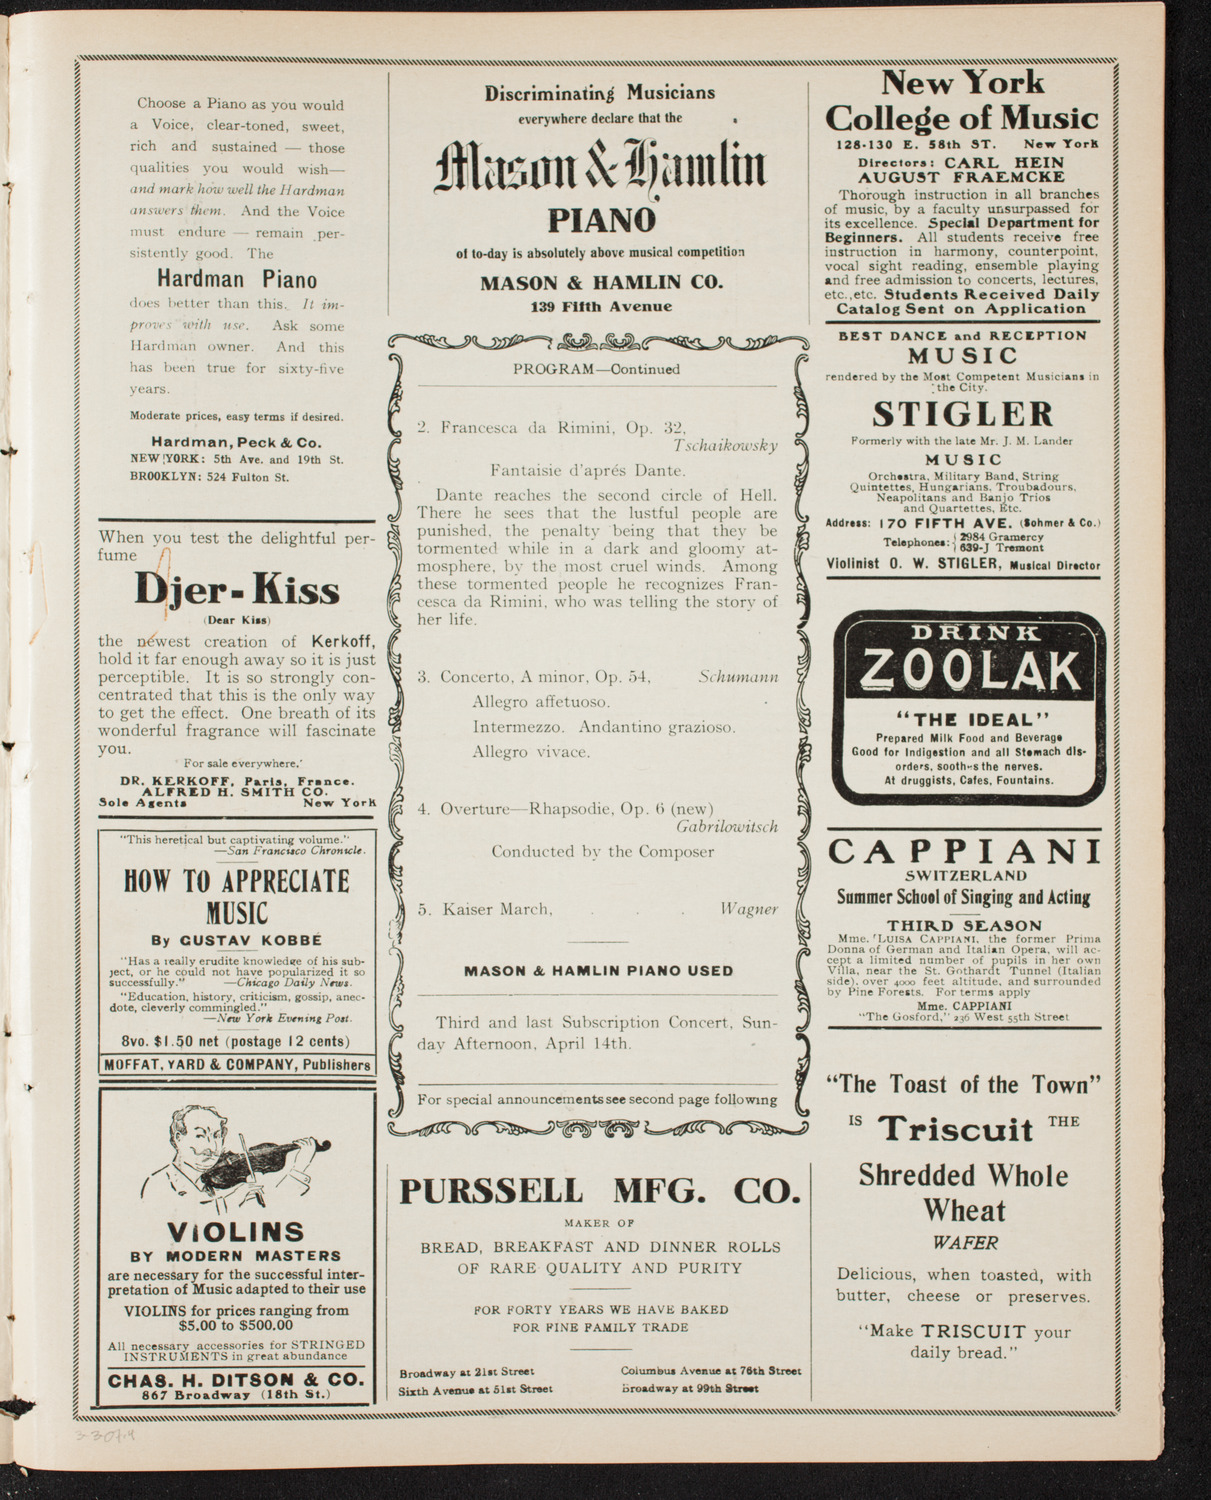 Choose a Piano as you would
a Voice, clear-toned, sweet,
rich and sustained — those
qualities you would wish—
and mark how well the Hardman
answers them. And the Voice
must endure — remain per-
sistently good. The
Hardman Piano
does better than this. It im-
proves with use. Ask some
Hardman owner. And this
has been true for sixty-five
years.
Moderate prices, easy terms if desired.
Hardman, Peck & Co.
NEW YORK: 5th Ave. and 19th St.
BROOKLYN: 524 Fulton St.
When you test the delightful per-
fume
Djer-Kiss
(Dear Kiss)
the newest creation of Kerkoff,
hold it far enough away so it is just
perceptible. It is so strongly con-
centrated that this is the only way
to get the effect. One breath of its
wonderful fragrance will fascinate
you.
For sale everywhere.
DR. KERKOFF, Paris, France.
ALFRED H. SMITH CO.
Sole Agents New York
"This heretical but captivating volume."
—San Francisco Chronicle.
HOW TO APPRECIATE
MUSIC
By GUSTAV KOBBÉ
"Has a really erudite knowledge of his sub-
ject, or he could not have popularized it so
successfully." —Chicago Daily News.
"Education, history, criticism, gossip, anec-
dote, cleverly commingled."
—New York Evening Post.
8vo. $1.50 net (postage 12 cents)
MOFFAT, YARD & COMPANY, Publishers
VIOLINS
BY MODERN MASTERS
are necessary for the successful inter-
pretation of Music adapted to their use
VIOLINS for prices ranging from
$5.00 to $500.00
All necessary accessories for STRINGED
INSTRUMENTS in great abundance
CHAS. H. DITSON & CO.
867 Broadway (18th St.)
Discriminating Musicians
everywhere declare that the
Mason & Hamlin
PIANO
of to-day is absolutely above musical competition
MASON & HAMLIN CO.
139 Fifth Avenue
PROGRAM—Continued
2. Francesca da Rimini, Op. 32,
Tschaikowsky
Fantaisie d'aprés Dante.
Dante reaches the second circle of Hell.
There he sees that the lustful people are
punished, the penalty being that they be
tormented while in a dark and gloomy at-
mosphere, by the most cruel winds. Among
these tormented people he recognizes Fran-
cesca da Rimini, who was telling the story of
her life.
3. Concerto, A minor, Op. 54, Schumann
Allegro affetuoso.
Intermezzo. Andantino grazioso.
Allegro vivace.
4. Overture—Rhapsodie, Op. 6 (new)
Gabrilowitsch
Conducted by the Composer
5. Kaiser March, . . . Wagner
MASON & HAMLIN PIANO USED
Third and last Subscription Concert, Sun-
day Afternoon, April 14th.
For special announcements see second page following
PURSSELL MFG. CO.
MAKER OF
BREAD, BREAKFAST AND DINNER ROLLS
OF RARE QUALITY AND PURITY
FOR FORTY YEARS WE HAVE BAKED
FOR FINE FAMILY TRADE
Broadway at 21st Street Columbus Avenue at 76th Street
Sixth Avenue at 51st Street Broadway at 99th Street
New York
College of Music
128-130 E. 58th ST. New York
Directors: CARL HEIN
AUGUST FRAEMCKE
Thorough instruction in all branches
of music, by a faculty unsurpassed for
its excellence. Special Department for
Beginners. All students receive free
instruction in harmony, counterpoint,
vocal sight reading, ensemble playing
and free admission to concerts, lectures,
etc., etc. Students Received Daily
Catalog Sent on Application
BEST DANCE and RECEPTION
MUSIC
rendered by the Most Competent Musicians in
the City.
STIGLER
Formerly with the late Mr. J. M. Lander
MUSIC
Orchestra, Military Band, String
Quintettes, Hungarians, Troubadours,
Neapolitans and Banjo Trios
and Quartettes, Etc.
Address: 170 FIFTH AVE. (Sohmer & Co.)
Telephones: { 2984 Gramercy
639-J Tremont
Violinist O. W. STIGLER, Musical Director
DRINK
ZOOLAK
"THE IDEAL"
Prepared Milk Food and Beverage
Good for Indigestion and all Stomach dis-
orders, soothes the nerves.
At druggists, Cafes, Fountains.
CAPPIANI
SWITZERLAND
Summer School of Singing and Acting
THIRD SEASON
Mme. LUISA CAPPIANI, the former Prima
Donna of German and Italian Opera, will ac-
cept a limited number of pupils in her own
Villa, near the St. Gothardt Tunnel (Italian
side), over 4000 feet altitude, and surrounded
by Pine Forests. For terms apply
Mme. CAPPIANI
"The Gosford," 236 West 55th Street
"The Toast of the Town"
IS Triscuit THE
Shredded Whole
Wheat
WAFER
Delicious, when toasted, with
butter, cheese or preserves.
"Make TRISCUIT your
daily bread."
3-307-4